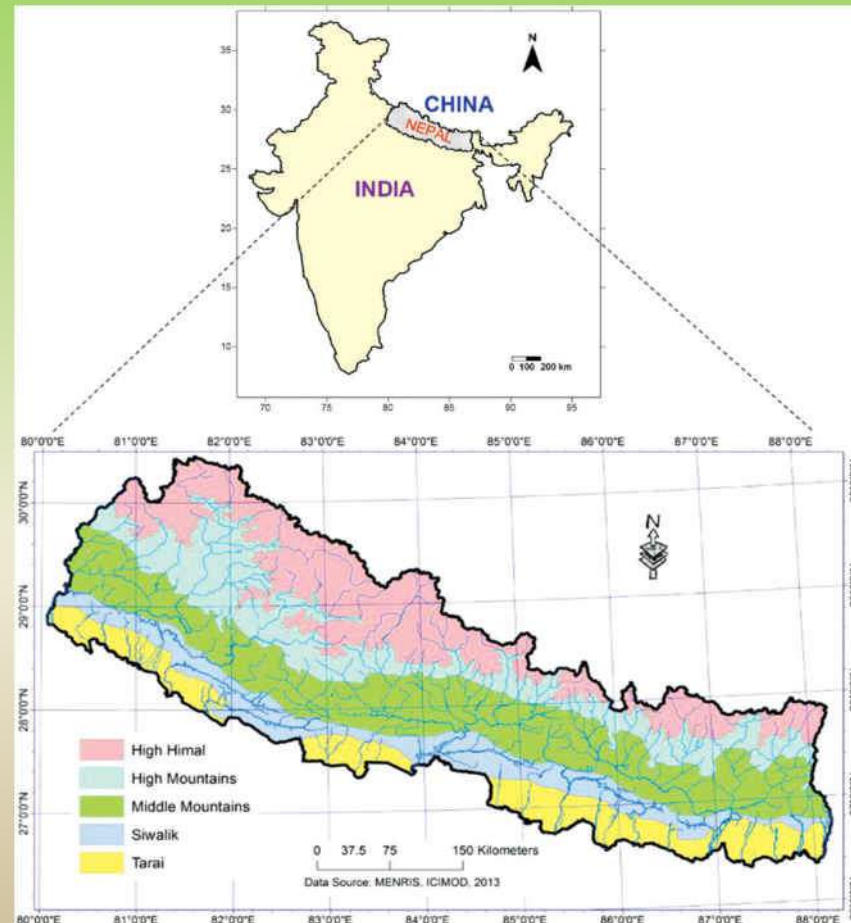 N
35
30
25
20
15
10
CHINA
NEPAL
INDIA
0 100 200 km
70 75 80 85 90 95
80°0'0"E 81°0'0"E 82°0'0"E 83°0'0"E 84°0'0"E 85°0'0"E 86°0'0"E 87°0'0"E 88°0'0"E
30°0'0"N
29°0'0"N
28°0'0"N
27°0'0"N
N
High Himal
High Mountains
Middle Mountains
Siwalik
Tarai
0 37.5 75 150 Kilometers
Data Source: MENRIS, ICIMOD, 2013
80°0'0"E 81°0'0"E 82°0'0"E 83°0'0"E 84°0'0"E 85°0'0"E 86°0'0"E 87°0'0"E 88°0'0"E